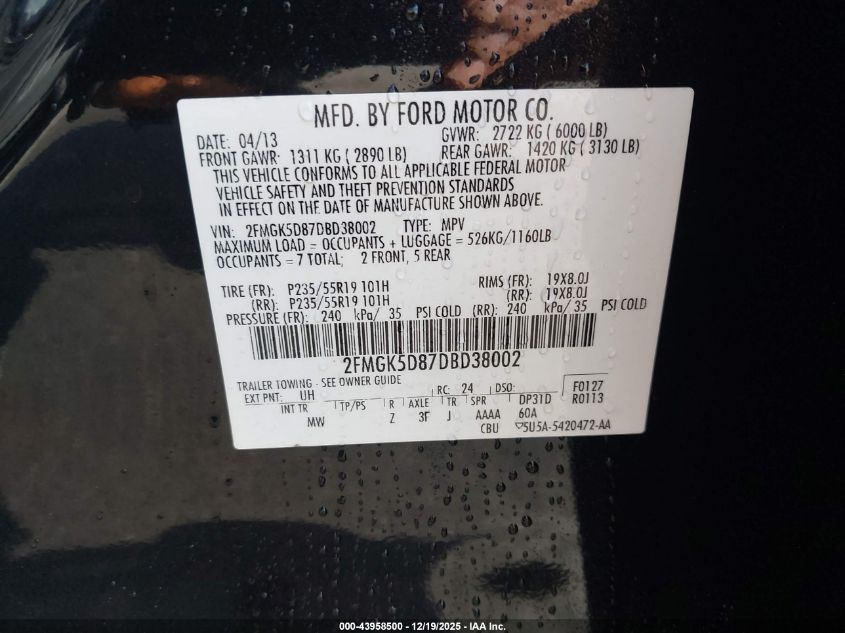 MFD. BY FORD MOTOR CO.
DATE: 04/13 GVWR: 2722 KG ( 6000 LB)
FRONT GAWR: 1311 KG ( 2890 LB) REAR GAWR: 1420 KG ( 3130 LB)
THIS VEHICLE CONFORMS TO ALL APPLICABLE FEDERAL MOTOR
VEHICLE SAFETY AND THEFT PREVENTION STANDARDS
IN EFFECT ON THE DATE OF MANUFACTURE SHOWN ABOVE.
VIN: 2FMGK5D87DBD38002 TYPE: MPV
MAXIMUM LOAD = OCCUPANTS + LUGGAGE = 526KG/1160LB
OCCUPANTS = 7 TOTAL; 2 FRONT, 5 REAR
TIRE (FR): P235/55R19 101H RIMS (FR): 19X8.0J
(RR): P235/55R19 101H (RR): 19X8.0J
PRESSURE (FR): 240 kPa/ 35 PSI COLD (RR): 240 kPa/ 35 PSI COLD
2FMGK5D87DBD38002
TRAILER TOWING - SEE OWNER GUIDE
EXT PNT: UH RC: 24 DSO: F0127
INT TR TP/PS R AXLE TR SPR DP31D R0113
MW Z 3F J AAAA 60A
CBU 5U5A-5420472-AA
000-43958500 - 12/19/2025 - IAA Inc.